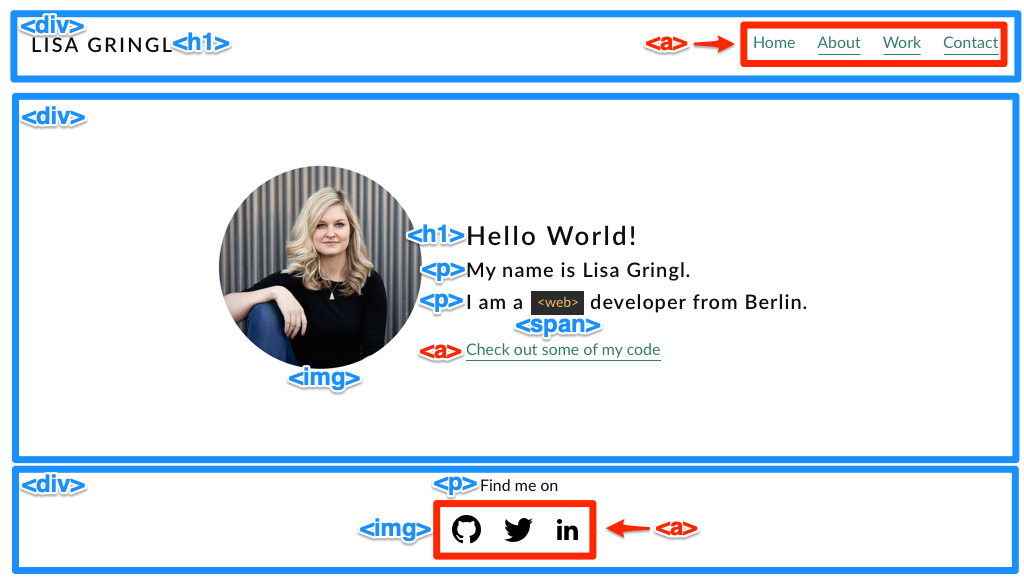 <div>
LISA GRINGL <h1> <a> Home About Work Contact
<div>
<h1> Hello World!
<p> My name is Lisa Gringl.
<p> I am a <web> developer from Berlin.
<span>
<a> Check out some of my code
<img>
<div> <p> Find me on
<img> in <a>